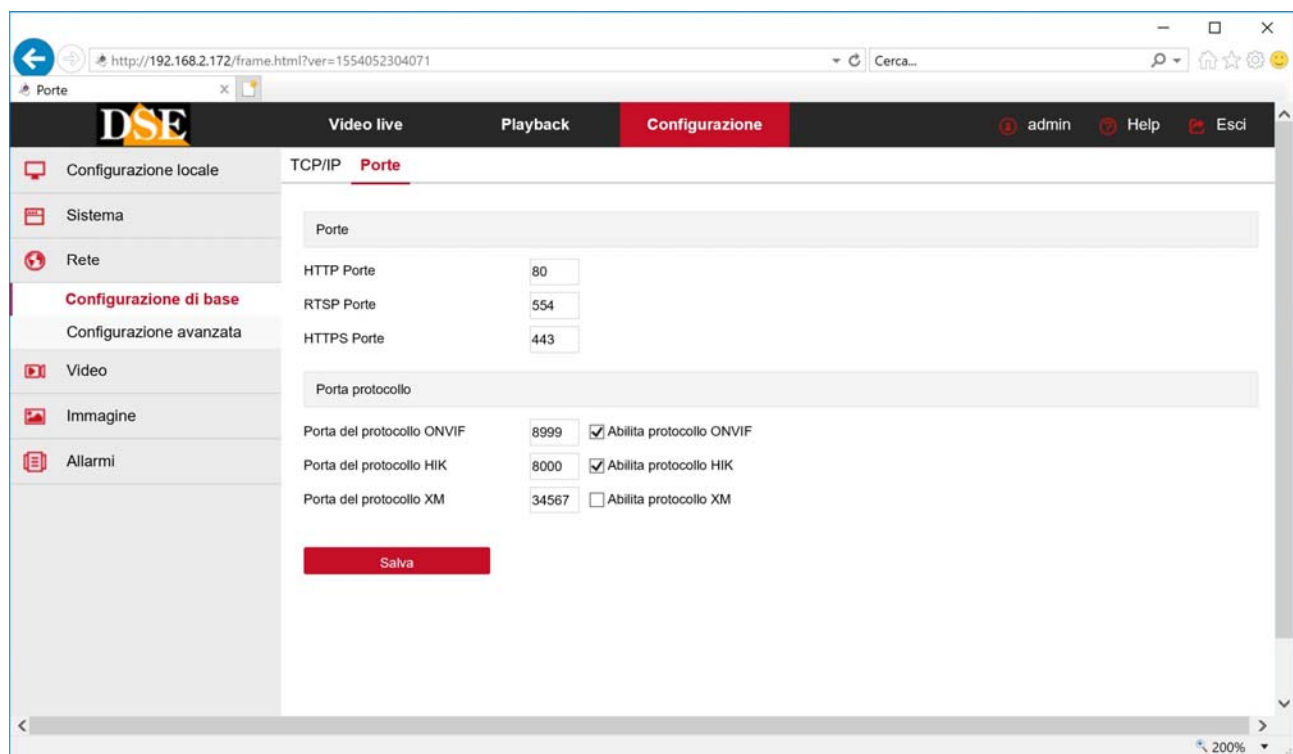 http://192.168.2.172/frame.html?ver=1554052304071
Cerca...
Porte
DSE
Video live
Playback
Configurazione
admin
Help
Esci
Configurazione locale
Sistema
Rete
Configurazione di base
Configurazione avanzata
Video
Immagine
Allarmi
TCP/IP Porte
Porte
HTTP Porte 80
RTSP Porte 554
HTTPS Porte 443
Porta protocollo
Porta del protocollo ONVIF 8999 Abilita protocollo ONVIF
Porta del protocollo HIK 8000 Abilita protocollo HIK
Porta del protocollo XM 34567 Abilita protocollo XM
Salva
200%